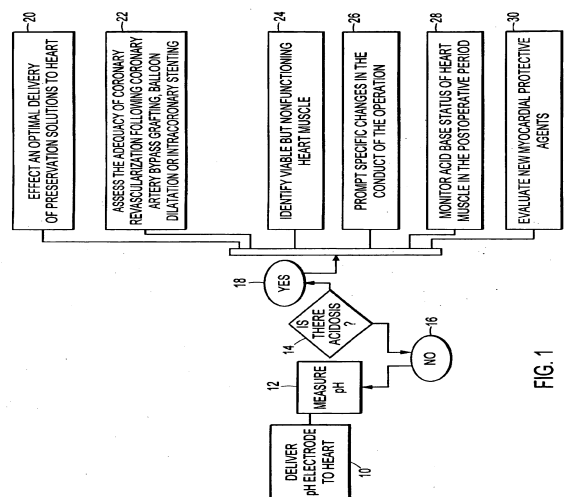 DELIVER
pH ELECTRODE
TO HEART
10
12
MEASURE
pH
14
IS
THERE
ACIDOSIS
?
16
NO
18
YES
20
EFFECT AN OPTIMAL DELIVERY
OF PRESERVATION SOLUTIONS TO HEART
22
ASSESS THE ADEQUACY OF CORONARY
REVASCULARIZATION FOLLOWING CORONARY
ARTERY BYPASS GRAFTING, BALLOON
DILATATION OR INTRACORONARY STENTING
24
IDENTIFY VIABLE BUT NONFUNCTIONING
HEART MUSCLE
26
PROMPT SPECIFIC CHANGES IN THE
CONDUCT OF THE OPERATION
28
MONITOR ACID BASE STATUS OF HEART
MUSCLE IN THE POSTOPERATIVE PERIOD
30
EVALUATE NEW MYOCARDIAL PROTECTIVE
AGENTS
FIG. 1